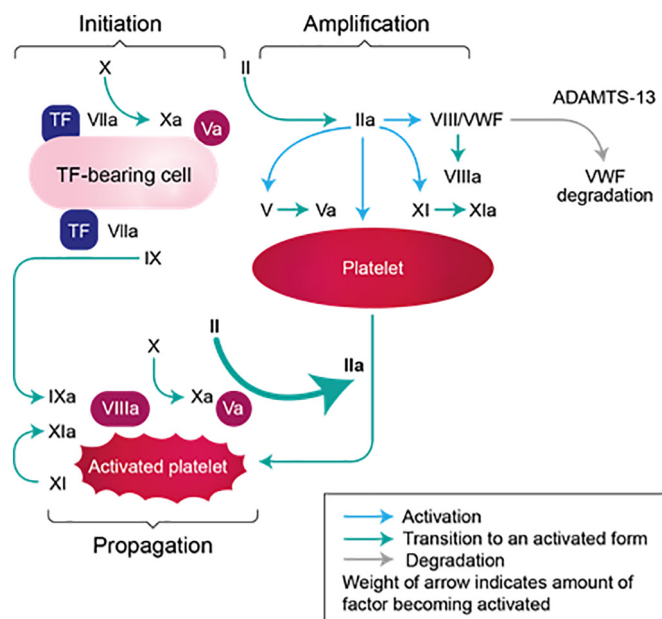 Initiation
Amplification
X
II
TF
VIIa
Xa
Va
IIa
VIII/VWF
ADAMTS-13
TF-bearing cell
VIIIa
VWF
degradation
V
Va
XI
XIa
TF
VIIa
IX
Platelet
II
X
IIa
IXa
VIIIa
Xa
Va
XIa
Activated platelet
XI
Propagation
Activation
Transition to an activated form
Degradation
Weight of arrow indicates amount of
factor becoming activated